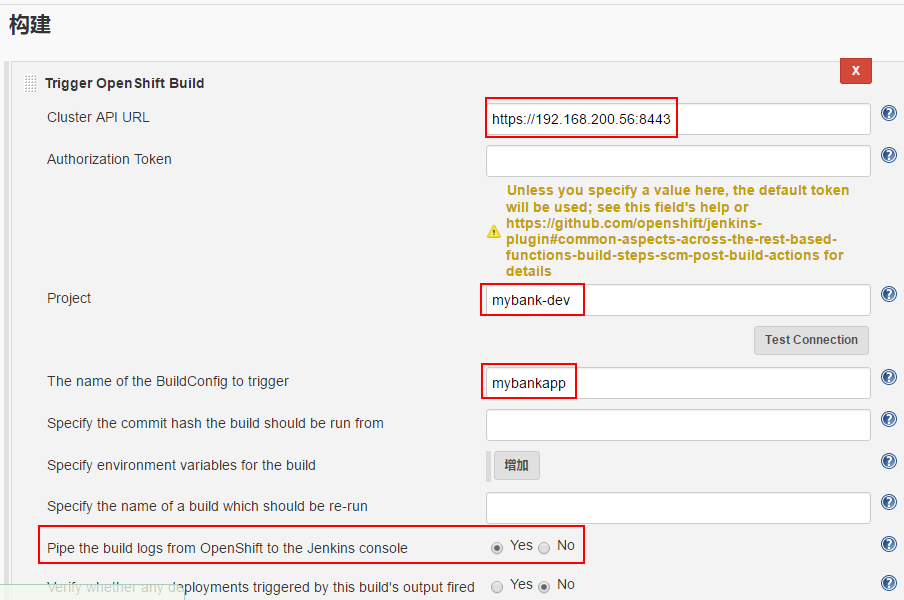 构建
Trigger OpenShift Build
X
Cluster API URL
https://192.168.200.56:8443
Authorization Token
Unless you specify a value here, the default token
will be used; see this field's help or
https://github.com/openshift/jenkins-
plugin#common-aspects-across-the-rest-based-
functions-build-steps-scm-post-build-actions for
details
Project
mybank-dev
Test Connection
The name of the BuildConfig to trigger
mybankapp
Specify the commit hash the build should be run from
Specify environment variables for the build
增加
Specify the name of a build which should be re-run
Pipe the build logs from OpenShift to the Jenkins console
Yes No
Verify whether any deployments triggered by this build's output fired
Yes No